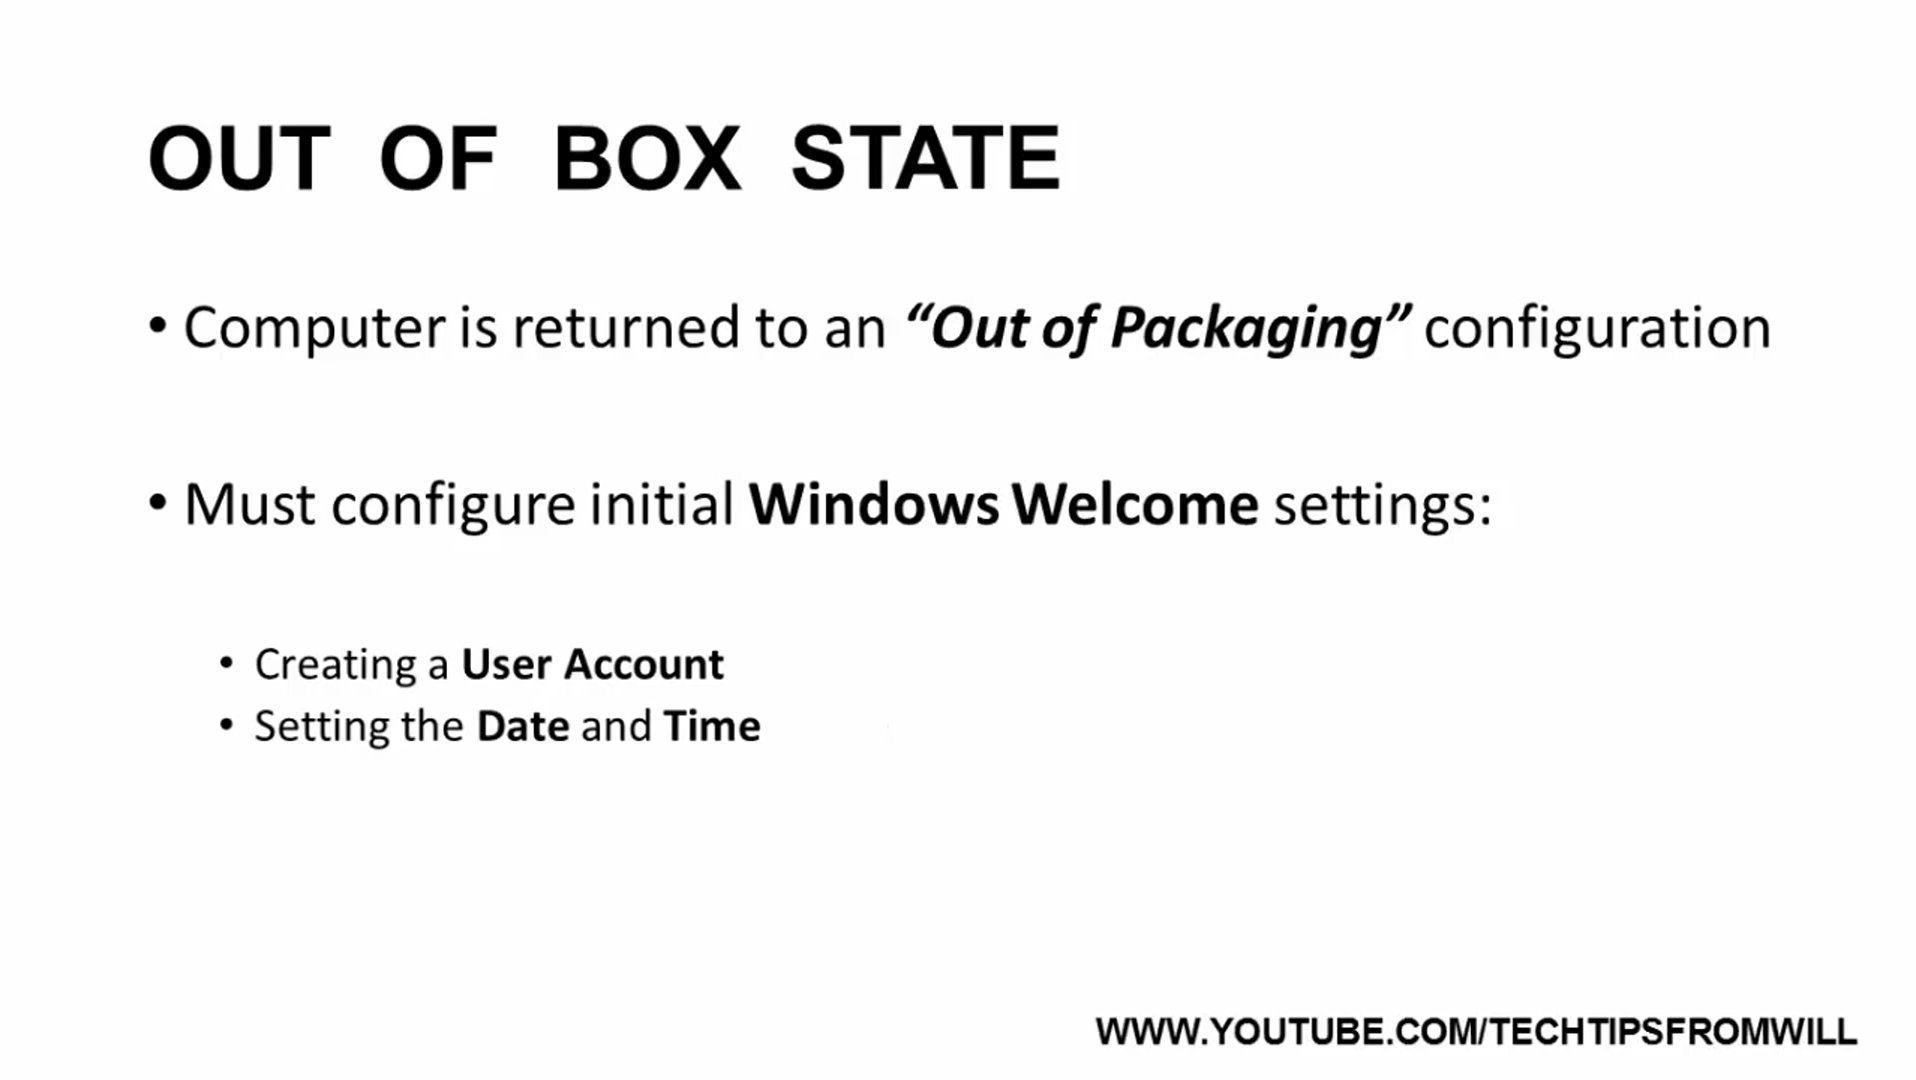 OUT OF BOX STATE
• Computer is returned to an “Out of Packaging” configuration
• Must configure initial Windows Welcome settings:
• Creating a User Account
• Setting the Date and Time
WWW.YOUTUBE.COM/TECHTIPSFROMWILL